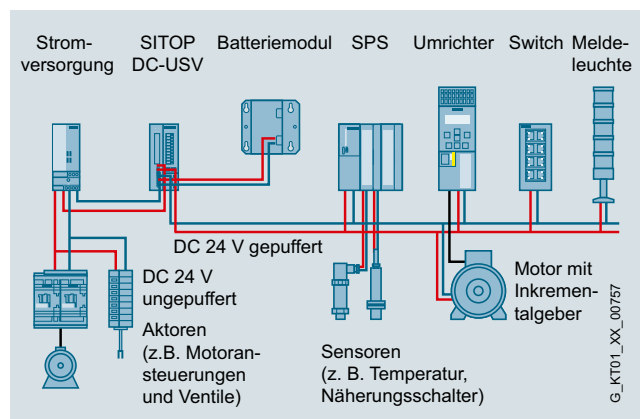 Strom-
versorgung
SITOP
DC-USV
Batteriemodul
SPS
Umrichter
Switch
Melde-
leuchte
DC 24 V gepuffert
DC 24 V
ungepuffert
Aktoren
(z.B. Motoran-
steuerungen
und Ventile)
Sensoren
(z. B. Temperatur,
Näherungsschalter)
Motor mit
Inkremen-
talgeber
G_KT01_XX_00757